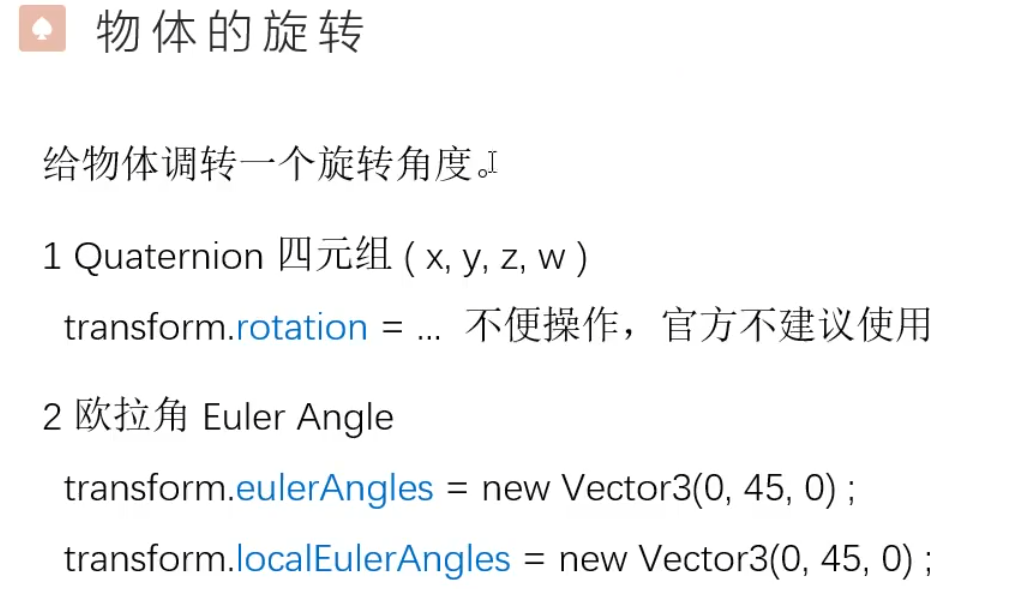 物体的旋转
给物体调转一个旋转角度。
1 Quaternion 四元组 ( x, y, z, w )
transform.rotation = ... 不便操作，官方不建议使用
2 欧拉角 Euler Angle
transform.eulerAngles = new Vector3(0, 45, 0) ;
transform.localEulerAngles = new Vector3(0, 45, 0) ;